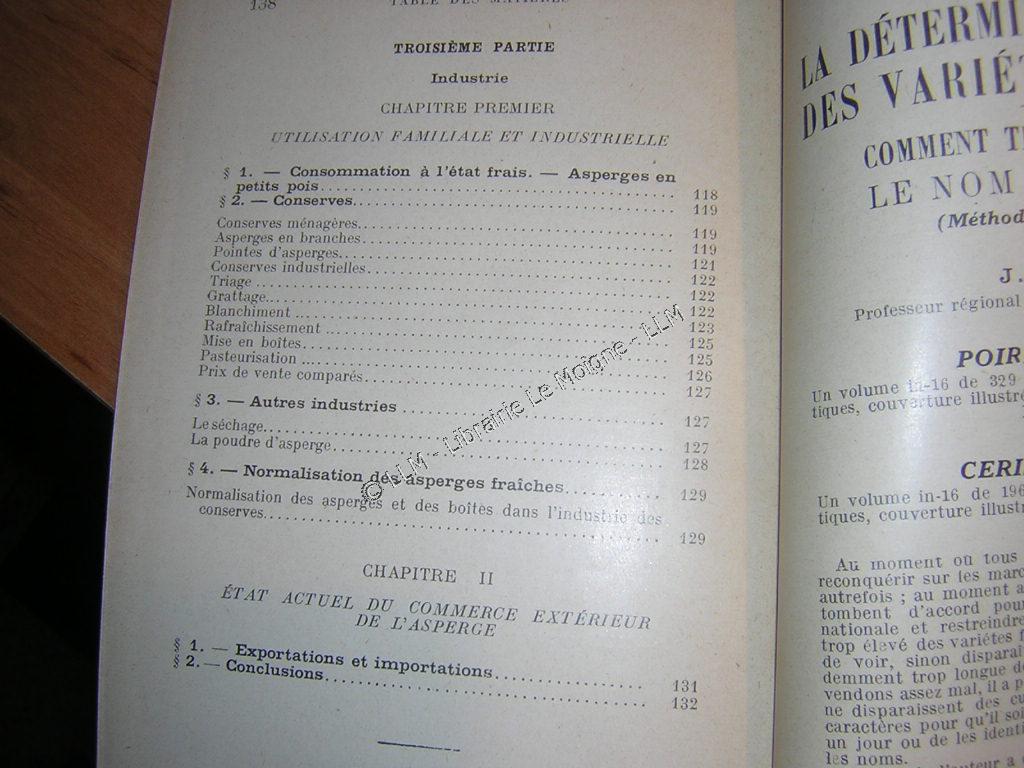 138 TABLE DES MATIÈRES
TROISIÈME PARTIE
Industrie
CHAPITRE PREMIER
UTILISATION FAMILIALE ET INDUSTRIELLE
§ 1. — Consommation à l'état frais. — Asperges en
petits pois 118
§ 2. — Conserves 119
Conserves ménagères 119
Asperges en branches 119
Pointes d'asperges 121
Conserves industrielles 122
Triage 122
Grattage 122
Blanchiment 123
Rafraîchissement 125
Mise en boîtes 125
Pasteurisation 126
Prix de vente comparés 127
§ 3. — Autres industries 127
Le séchage 127
La poudre d'asperge 128
§ 4. — Normalisation des asperges fraîches 129
Normalisation des asperges et des boîtes dans l'industrie des
conserves 129
CHAPITRE II
ÉTAT ACTUEL DU COMMERCE EXTÉRIEUR
DE L'ASPERGE
§ 1. — Exportations et importations 131
§ 2. — Conclusions 132
© LLM - Librairie Le Moigne - LLM
LA DÉTERMI
DES VARIÉT
COMMENT
LE NOM
(Méthod
J.
Professeur régional
POIR
Un volume in-16 de 329
tiques, couverture illustré
CERI
Un volume in-16 de 196
tiques, couverture illust
Au moment où tous
reconquérir sur les marc
autrefois ; au moment a
tombent d'accord pour
nationale et restreindre
trop élevé des variétés f
de voir, sinon disparaî
demment trop longue de
vendons assez mal, il a p
ne disparaissent des cu
caractères pour qu'il soi
un jour ou de les identi
les noms.
l'auteur a